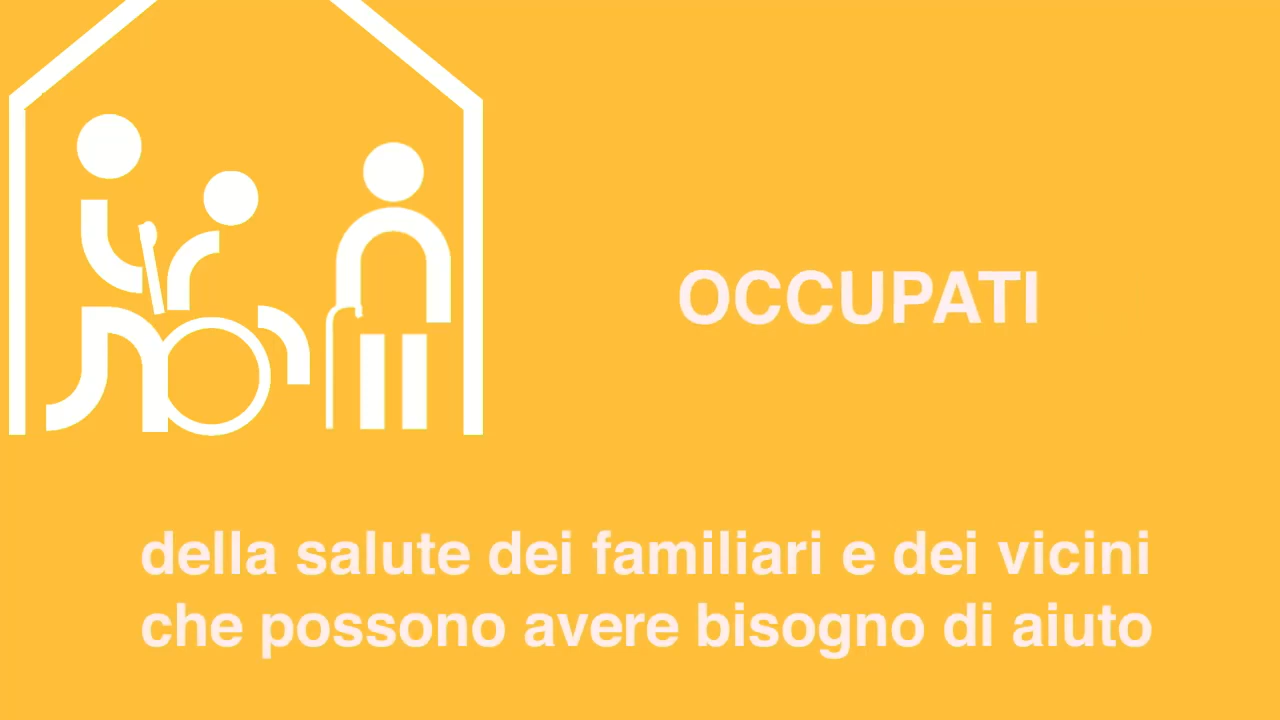 OCCUPATI
della salute dei familiari e dei vicini
che possono avere bisogno di aiuto